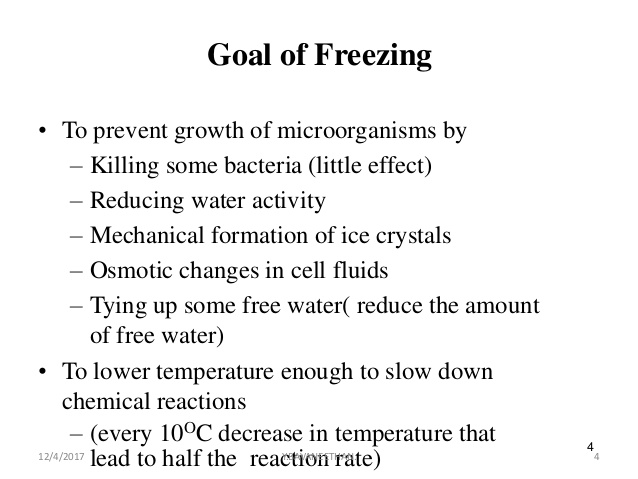 Goal of Freezing
• To prevent growth of microorganisms by
– Killing some bacteria (little effect)
– Reducing water activity
– Mechanical formation of ice crystals
– Osmotic changes in cell fluids
– Tying up some free water( reduce the amount
of free water)
• To lower temperature enough to slow down
chemical reactions
– (every 10ᴼC decrease in temperature that
lead to half the reaction rate)
12/4/2017
4
4